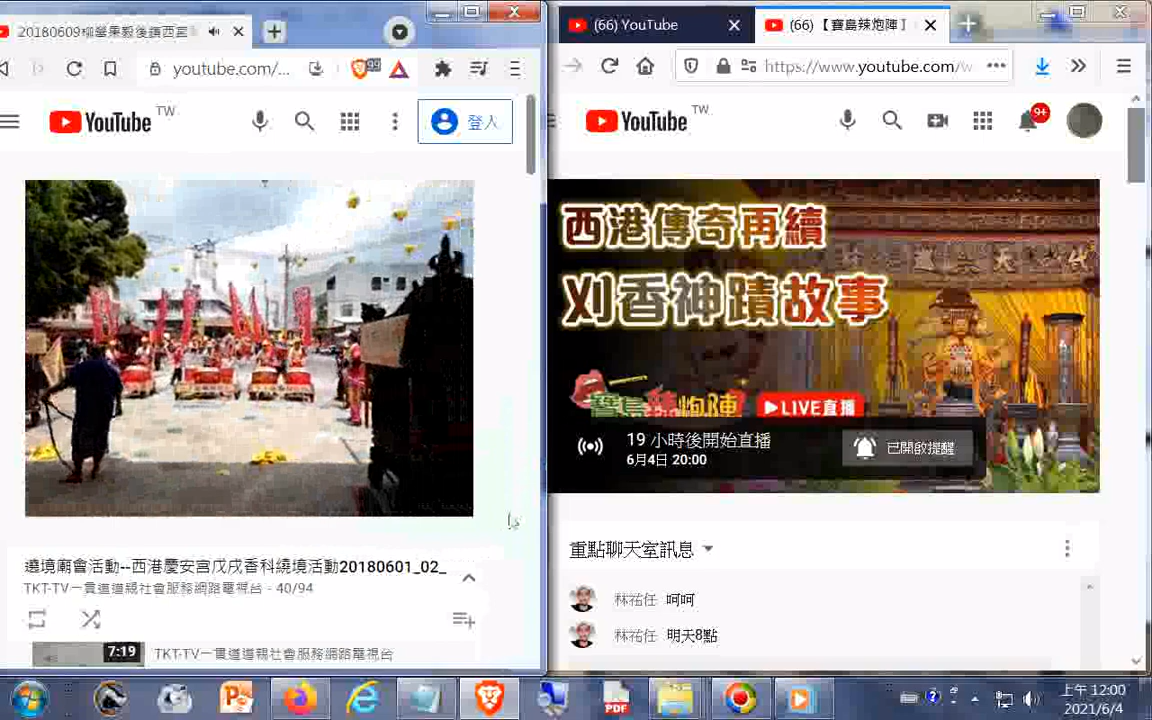 20180609柳營果毅後鎮西宮
youtube.com/...
99
YouTube TW
登入
遶境廟會活動--西港慶安宮戊戌香科繞境活動20180601_02_
TKT-TV一貫道道親社會服務網路電視台 - 40/94
7:19
TKT-TV一貫道道親社會服務網路電視台
(66) YouTube
(66) 【寶島辣炮陣】
https://www.youtube.com/w
YouTube TW
9+
西港傳奇再續
刈香神蹟故事
寶島辣炮陣
LIVE直播
19 小時後開始直播
6月4日 20:00
已開啟提醒
重點聊天室訊息
林祐任 呵呵
林祐任 明天8點
PDF
上午 12:00
2021/6/4